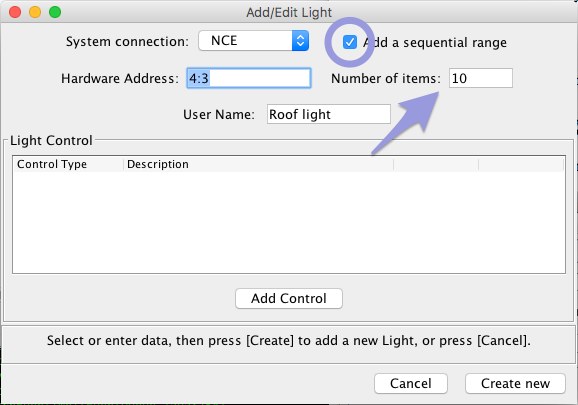 Add/Edit Light
System connection: NCE Add a sequential range
Hardware Address: 4:3 Number of items: 10
User Name: Roof light
Light Control
Control Type Description
Add Control
Select or enter data, then press [Create] to add a new Light, or press [Cancel].
Cancel Create new